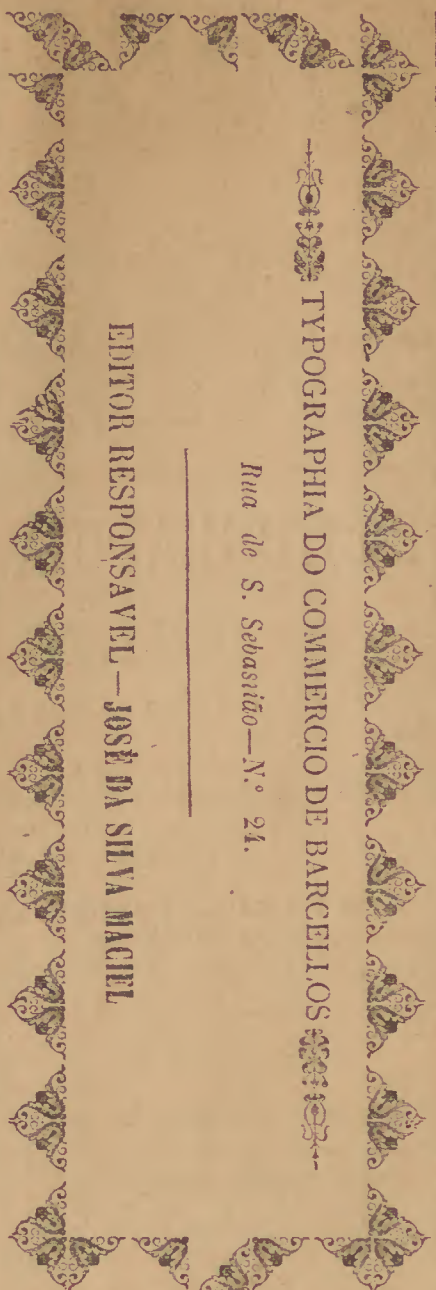 TYPOGRAPHIA DO COMMERCIO DE BARCELLOS
Rua de S. Sebastião—N.º 24.
EDITOR RESPONSAVEL—JOSÉ DA SILVA MACIEL